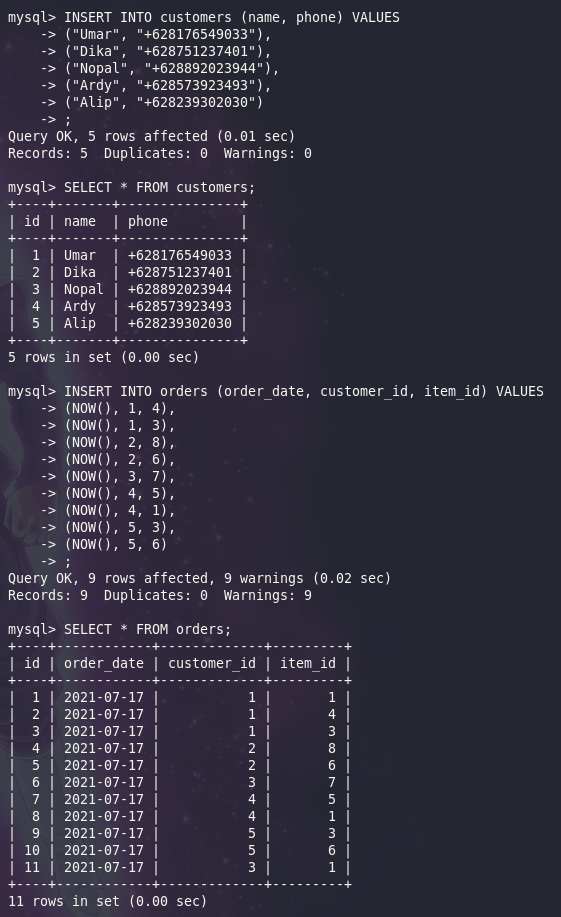 mysql> INSERT INTO customers (name, phone) VALUES
    -> ("Umar", "+628176549033"),
    -> ("Dika", "+628751237401"),
    -> ("Nopal", "+628892023944"),
    -> ("Ardy", "+628573923493"),
    -> ("Alip", "+628239302030")
    -> ;
Query OK, 5 rows affected (0.01 sec)
Records: 5  Duplicates: 0  Warnings: 0

mysql> SELECT * FROM customers;
+----+-------+---------------+
| id | name  | phone         |
+----+-------+---------------+
|  1 | Umar  | +628176549033 |
|  2 | Dika  | +628751237401 |
|  3 | Nopal | +628892023944 |
|  4 | Ardy  | +628573923493 |
|  5 | Alip  | +628239302030 |
+----+-------+---------------+
5 rows in set (0.00 sec)

mysql> INSERT INTO orders (order_date, customer_id, item_id) VALUES
    -> (NOW(), 1, 4),
    -> (NOW(), 1, 3),
    -> (NOW(), 2, 8),
    -> (NOW(), 2, 6),
    -> (NOW(), 3, 7),
    -> (NOW(), 4, 5),
    -> (NOW(), 4, 1),
    -> (NOW(), 5, 3),
    -> (NOW(), 5, 6)
    -> ;
Query OK, 9 rows affected, 9 warnings (0.02 sec)
Records: 9  Duplicates: 0  Warnings: 9

mysql> SELECT * FROM orders;
+----+------------+-------------+---------+
| id | order_date | customer_id | item_id |
+----+------------+-------------+---------+
|  1 | 2021-07-17 |           1 |       1 |
|  2 | 2021-07-17 |           1 |       4 |
|  3 | 2021-07-17 |           1 |       3 |
|  4 | 2021-07-17 |           2 |       8 |
|  5 | 2021-07-17 |           2 |       6 |
|  6 | 2021-07-17 |           3 |       7 |
|  7 | 2021-07-17 |           4 |       5 |
|  8 | 2021-07-17 |           4 |       1 |
|  9 | 2021-07-17 |           5 |       3 |
| 10 | 2021-07-17 |           5 |       6 |
| 11 | 2021-07-17 |           3 |       1 |
+----+------------+-------------+---------+
11 rows in set (0.00 sec)